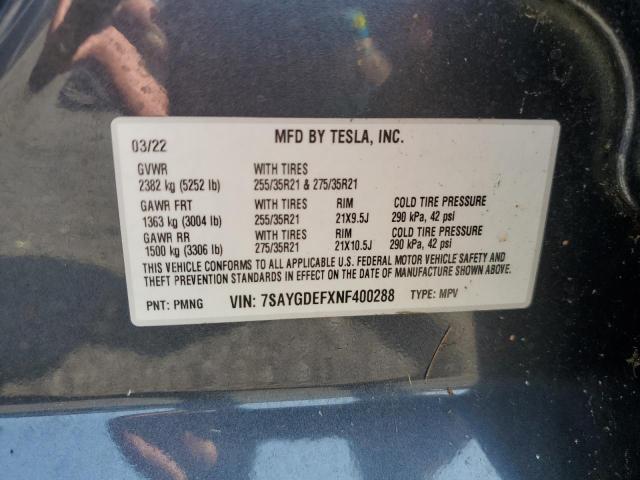 03/22 MFD BY TESLA, INC.
GVWR WITH TIRES
2382 kg (5252 lb) 255/35R21 & 275/35R21
GAWR FRT WITH TIRES RIM COLD TIRE PRESSURE
1363 kg (3004 lb) 255/35R21 21X9.5J 290 kPa, 42 psi
GAWR RR WITH TIRES RIM COLD TIRE PRESSURE
1500 kg (3306 lb) 275/35R21 21X10.5J 290 kPa, 42 psi
THIS VEHICLE CONFORMS TO ALL APPLICABLE U.S. FEDERAL MOTOR VEHICLE SAFETY AND
THEFT PREVENTION STANDARDS IN EFFECT ON THE DATE OF MANUFACTURE SHOWN ABOVE.
PNT: PMNG VIN: 7SAYGDEFXNF400288 TYPE: MPV